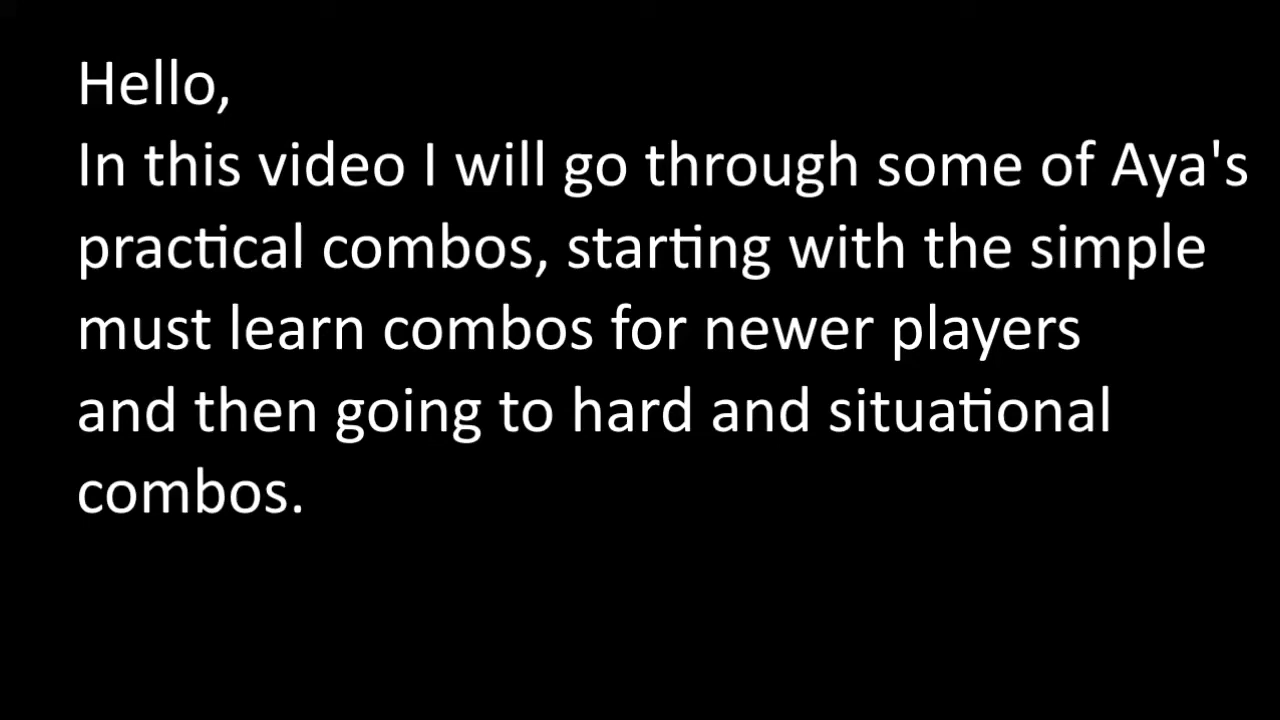 Hello,
In this video I will go through some of Aya's
practical combos, starting with the simple
must learn combos for newer players
and then going to hard and situational
combos.